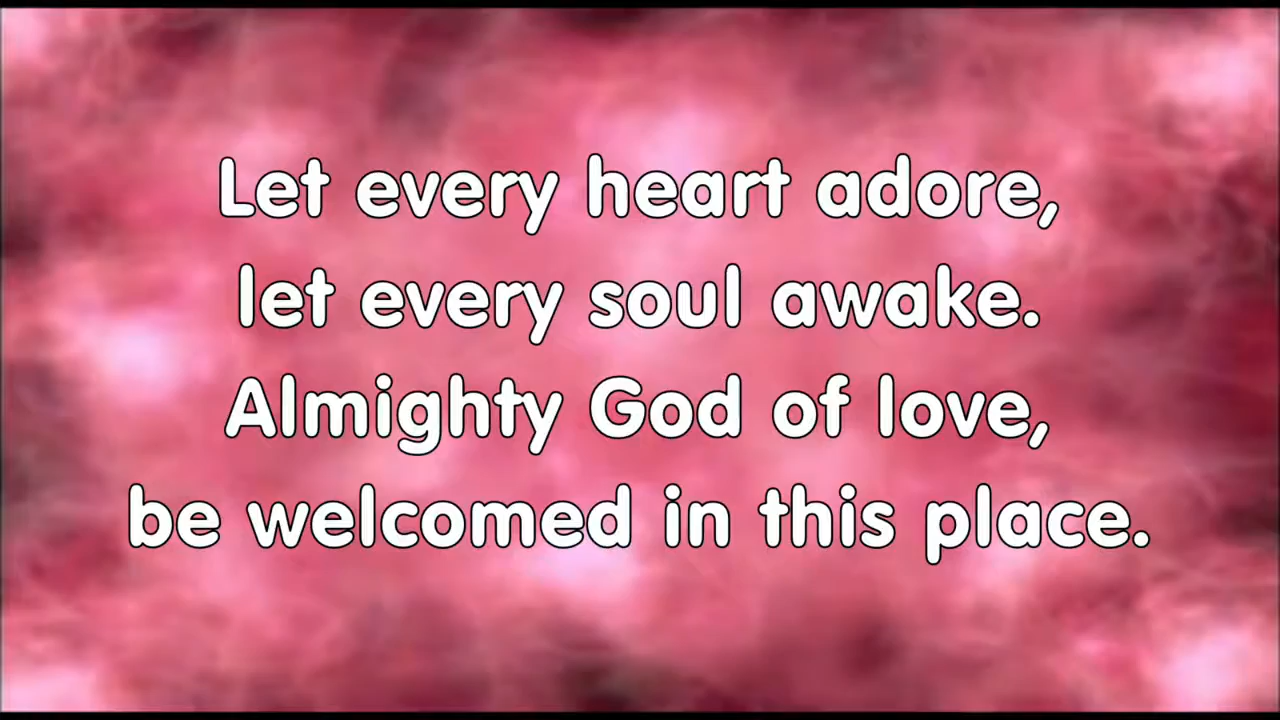 Let every heart adore,
let every soul awake.
Almighty God of love,
be welcomed in this place.